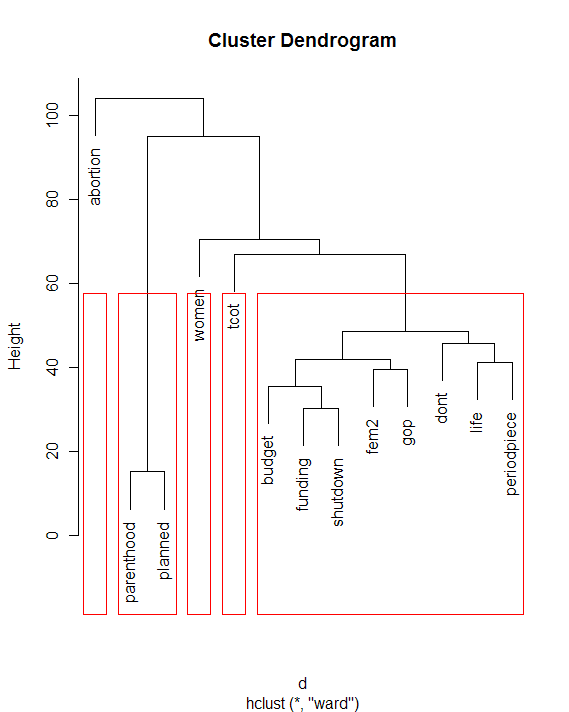 Cluster Dendrogram
Height
100
80
60
40
20
0
abortion
parenthood
planned
women
tcot
budget
funding
shutdown
fem2
gop
dont
life
periodpiece
d
hclust (*, "ward")